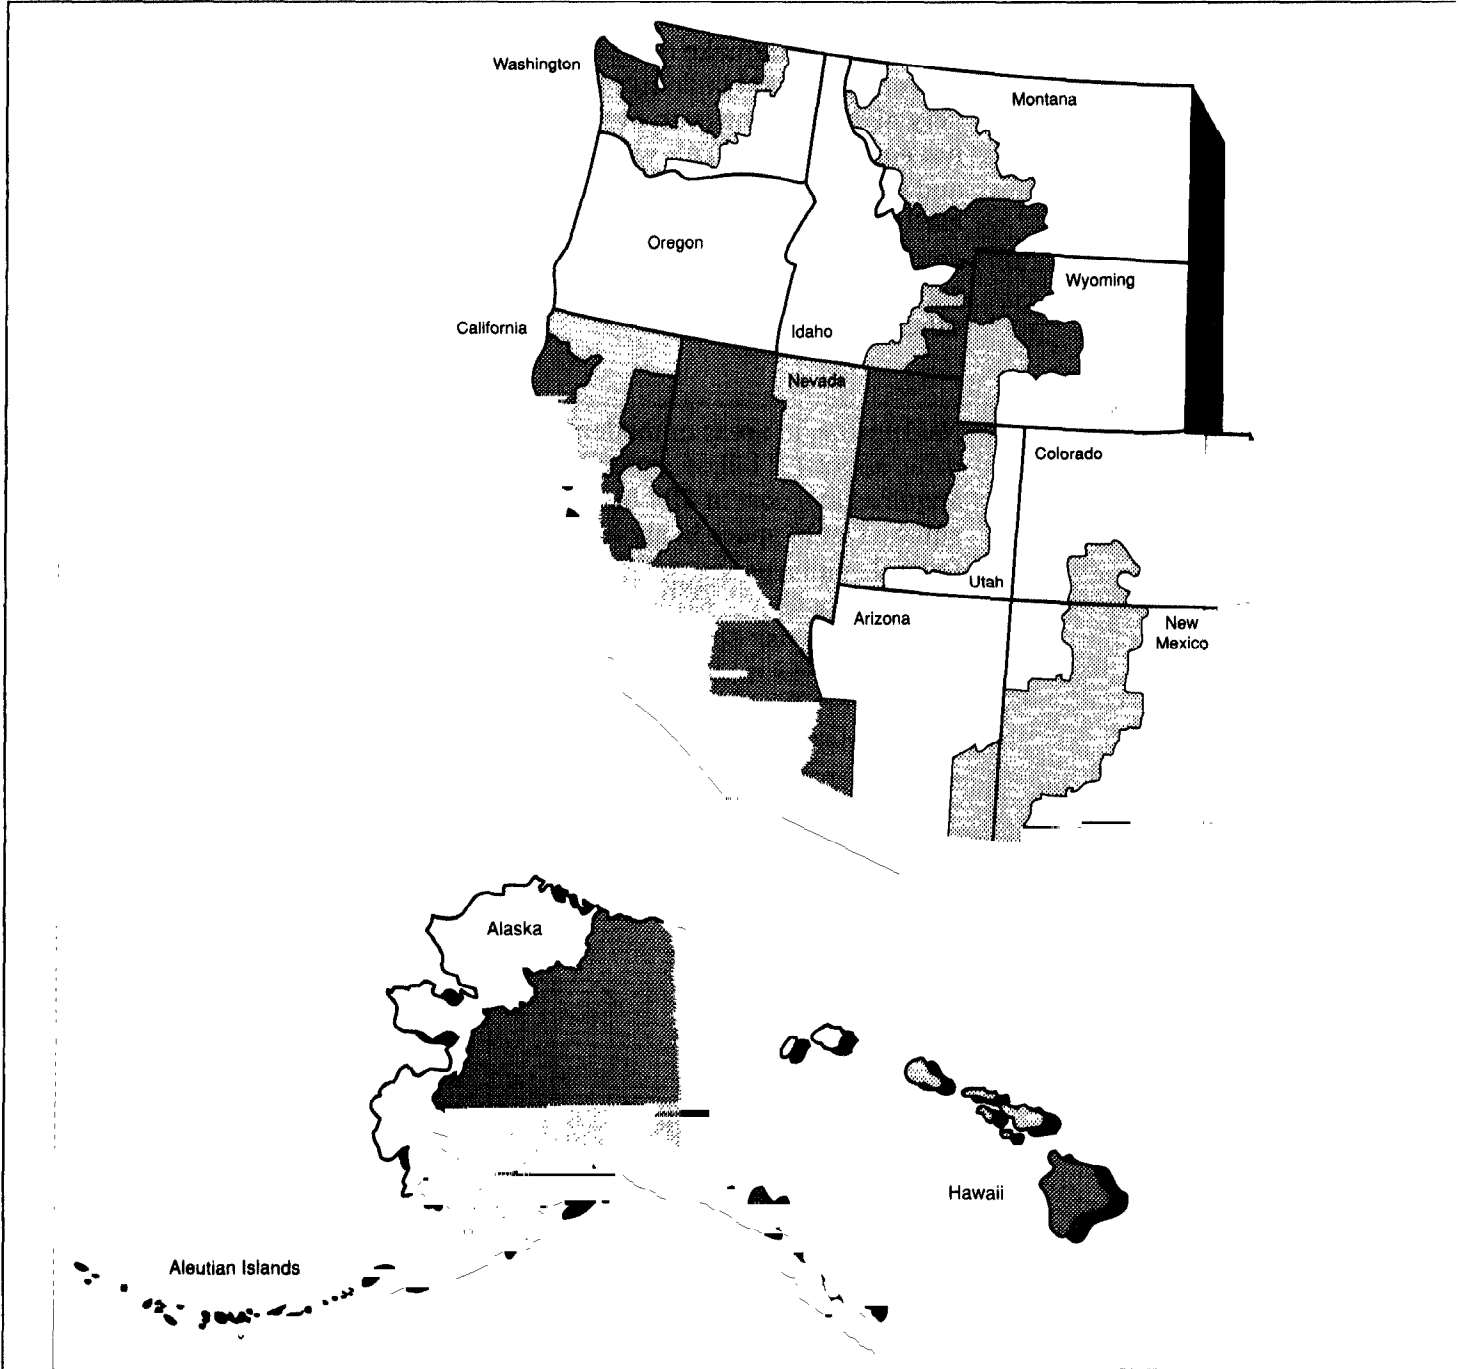 Washington
Montana
Oregon
Wyoming
California
Idaho
Nevada
Colorado
Utah
Arizona
New
Mexico
Alaska
Hawaii
Aleutian Islands